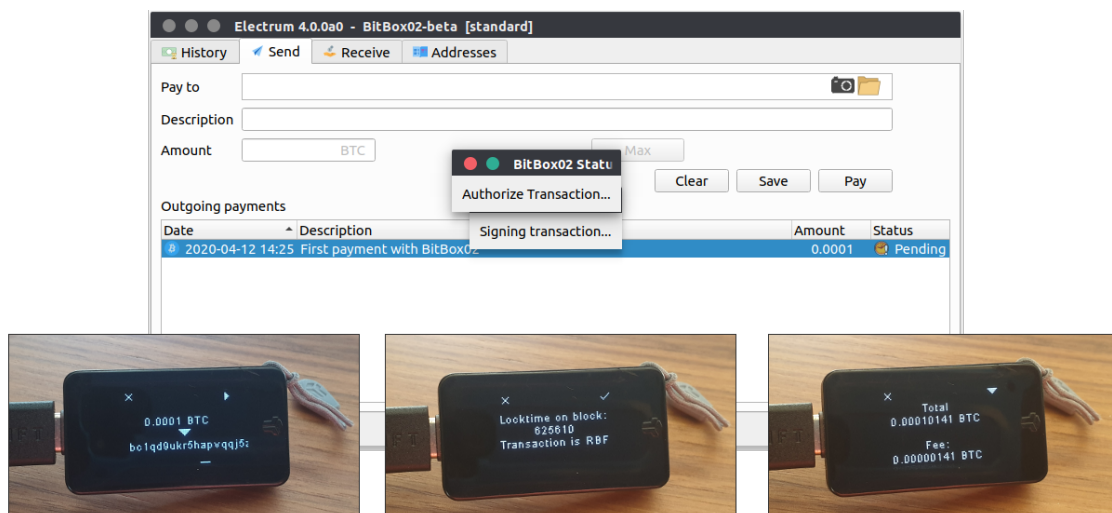 Electrum 4.0.0a0 - BitBox02-beta [standard]
History Send Receive Addresses
Pay to
Description
Amount BTC Max
BitBox02 Statu
Authorize Transaction...
Clear Save Pay
Signing transaction...
Outgoing payments
Date Description Amount Status
2020-04-12 14:25 First payment with BitBox02 0.0001 Pending
0.0001 BTC
bc1qd9ukr5hapvqqj5z
Locktime on block:
625610
Transaction is RBF
Total
0.00010141 BTC
Fee:
0.00000141 BTC